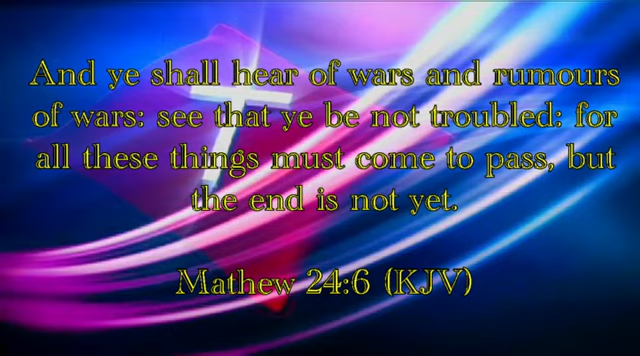 And ye shall hear of wars and rumours
of wars: see that ye be not troubled: for
all these things must come to pass, but
the end is not yet.
Mathew 24:6 (KJV)